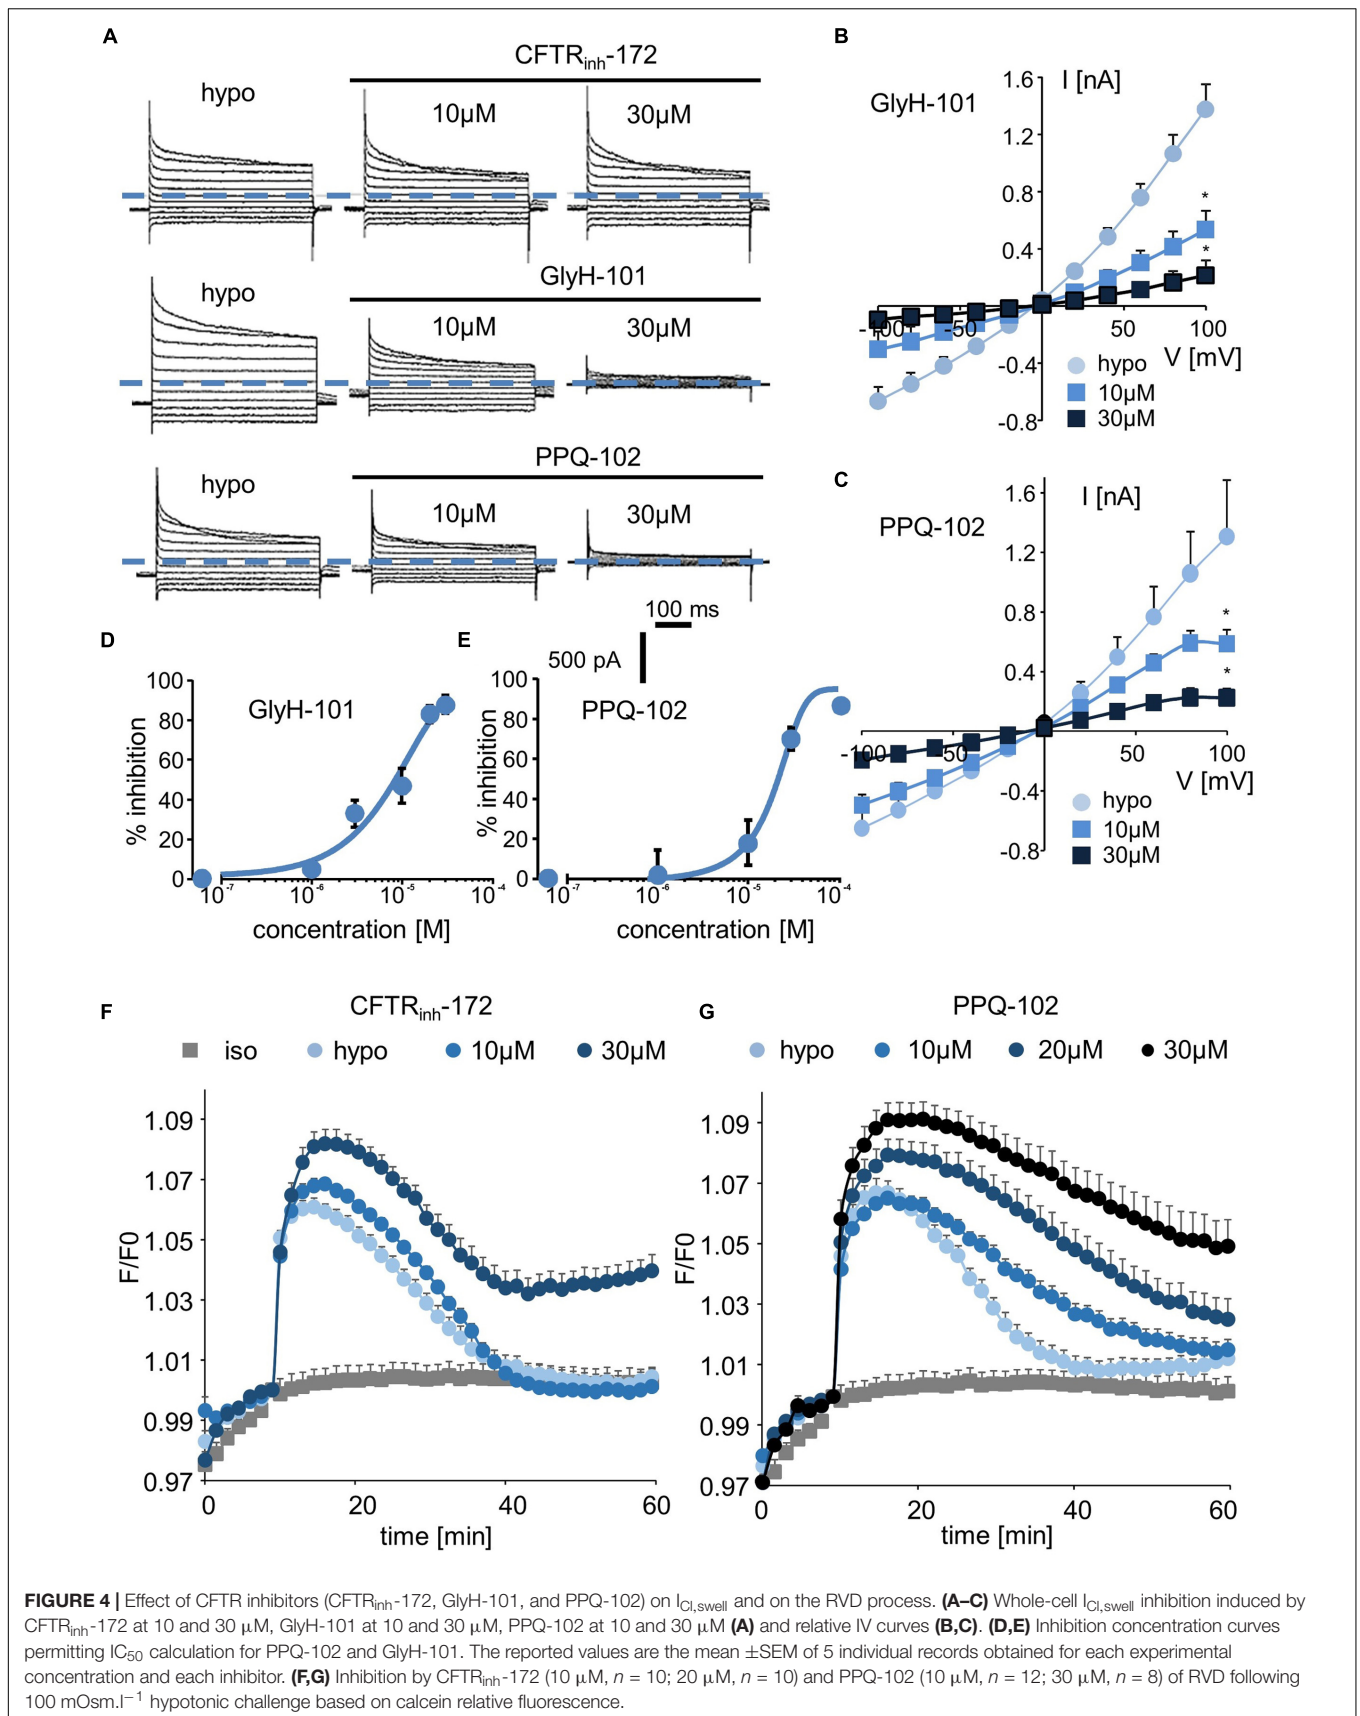 A
CFTRinh-172
hypo
10µM
30µM
GlyH-101
hypo
10µM
30µM
PPQ-102
hypo
10µM
30µM
100 ms
500 pA
B
GlyH-101
I [nA]
1.6
1.2
0.8
0.4
-0.4
-0.8
-100
-50
50
100
V [mV]
*
*
hypo
10µM
30µM
C
PPQ-102
I [nA]
1.6
1.2
0.8
0.4
-0.4
-0.8
-100
-50
50
100
V [mV]
*
*
hypo
10µM
30µM
D
GlyH-101
% inhibition
100
80
60
40
20
0
10-7
10-6
10-5
10-4
concentration [M]
E
PPQ-102
% inhibition
100
80
60
40
20
0
10-7
10-6
10-5
10-4
concentration [M]
F
CFTRinh-172
iso
hypo
10µM
30µM
F/F0
1.09
1.07
1.05
1.03
1.01
0.99
0.97
0
20
40
60
time [min]
G
PPQ-102
hypo
10µM
20µM
30µM
F/F0
1.09
1.07
1.05
1.03
1.01
0.99
0.97
0
20
40
60
time [min]
FIGURE 4 | Effect of CFTR inhibitors (CFTRinh-172, GlyH-101, and PPQ-102) on ICl,swell and on the RVD process. (A–C) Whole-cell ICl,swell inhibition induced by
CFTRinh-172 at 10 and 30 µM, GlyH-101 at 10 and 30 µM, PPQ-102 at 10 and 30 µM (A) and relative IV curves (B,C). (D,E) Inhibition concentration curves
permitting IC50 calculation for PPQ-102 and GlyH-101. The reported values are the mean ±SEM of 5 individual records obtained for each experimental
concentration and each inhibitor. (F,G) Inhibition by CFTRinh-172 (10 µM, n = 10; 20 µM, n = 10) and PPQ-102 (10 µM, n = 12; 30 µM, n = 8) of RVD following
100 mOsm.l−1 hypotonic challenge based on calcein relative fluorescence.